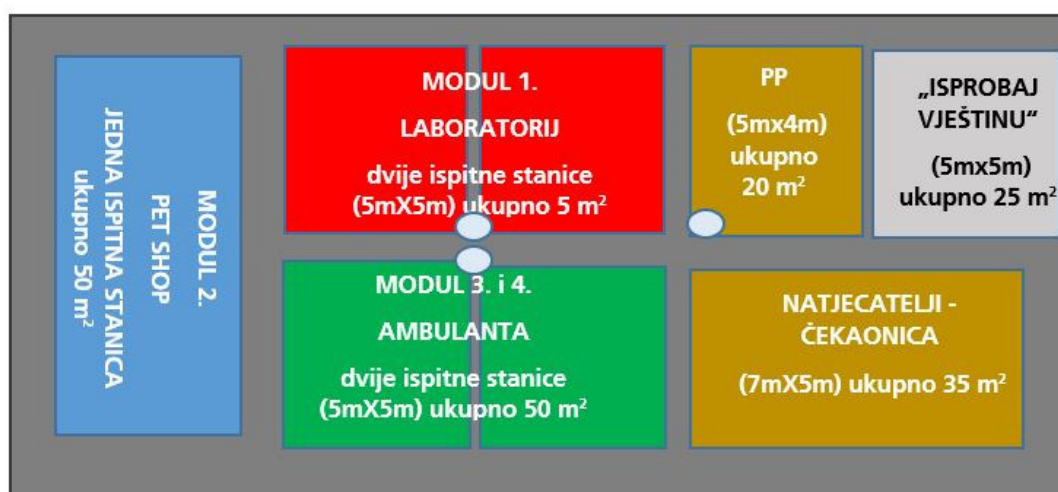 MODUL 2.
PET SHOP
JEDNA ISPITNA STANICA
ukupno 50 m²
MODUL 1.
LABORATORIJ
dvije ispitne stanice
(5mX5m) ukupno 5 m²
PP
(5mx4m)
ukupno
20 m²
„ISPROBAJ
VJEŠTINU“
(5mx5m)
ukupno 25 m²
MODUL 3. i 4.
AMBULANTA
dvije ispitne stanice
(5mX5m) ukupno 50 m²
NATJECATELJI -
ČEKAONICA
(7mX5m) ukupno 35 m²